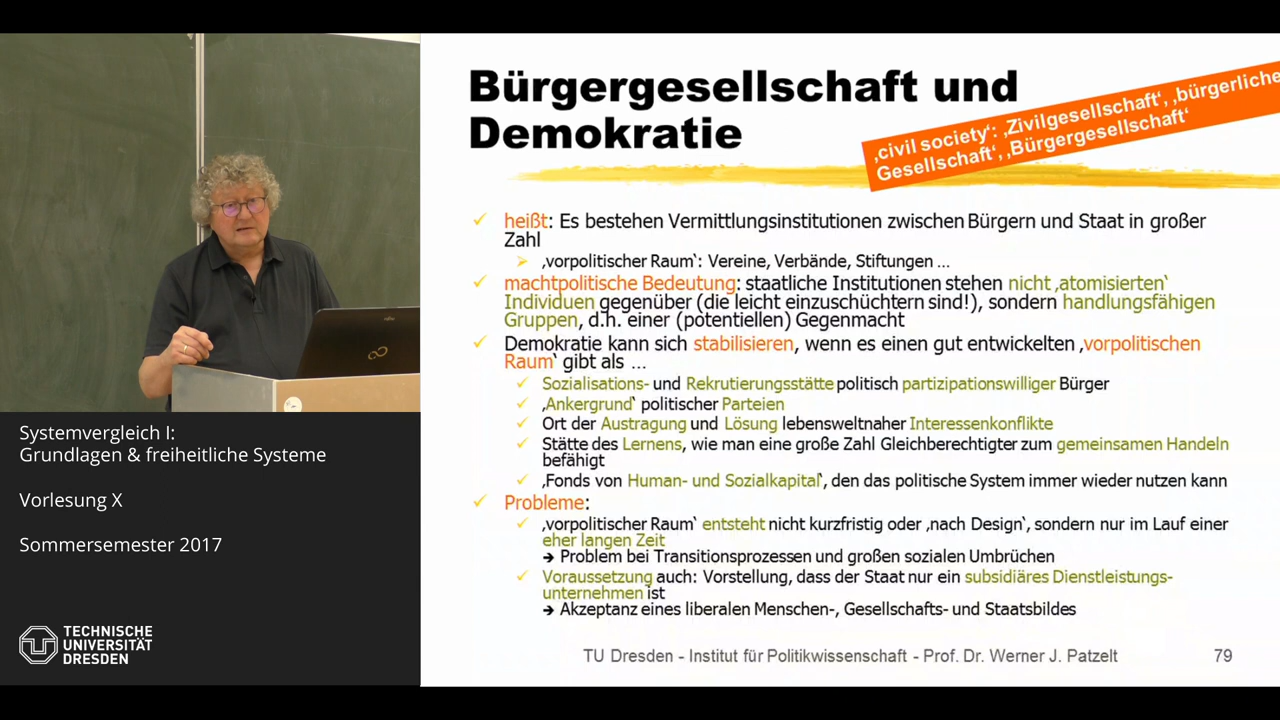 Bürgergesellschaft und
Demokratie
‚civil society‘: ‚Zivilgesellschaft‘, ‚bürgerliche
Gesellschaft‘, ‚Bürgergesellschaft‘
heißt: Es bestehen Vermittlungsinstitutionen zwischen Bürgern und Staat in großer
Zahl
‚vorpolitischer Raum‘: Vereine, Verbände, Stiftungen …
machtpolitische Bedeutung: staatliche Institutionen stehen nicht ‚atomisierten‘
Individuen gegenüber (die leicht einzuschüchtern sind!), sondern handlungsfähigen
Gruppen, d.h. einer (potentiellen) Gegenmacht
Demokratie kann sich stabilisieren, wenn es einen gut entwickelten ‚vorpolitischen
Raum‘ gibt als …
Sozialisations- und Rekrutierungsstätte politisch partizipationswilliger Bürger
‚Ankergrund‘ politischer Parteien
Ort der Austragung und Lösung lebensweltnaher Interessenkonflikte
Stätte des Lernens, wie man eine große Zahl Gleichberechtigter zum gemeinsamen Handeln
befähigt
‚Fonds von Human- und Sozialkapital‘, den das politische System immer wieder nutzen kann
Probleme:
‚vorpolitischer Raum‘ entsteht nicht kurzfristig oder ‚nach Design‘, sondern nur im Lauf einer
eher langen Zeit
➔ Problem bei Transitionsprozessen und großen sozialen Umbrüchen
Voraussetzung auch: Vorstellung, dass der Staat nur ein subsidiäres Dienstleistungs-
unternehmen ist
➔ Akzeptanz eines liberalen Menschen-, Gesellschafts- und Staatsbildes
TU Dresden - Institut für Politikwissenschaft - Prof. Dr. Werner J. Patzelt 79
Systemvergleich I:
Grundlagen & freiheitliche Systeme
Vorlesung X
Sommersemester 2017
TECHNISCHE
UNIVERSITÄT
DRESDEN